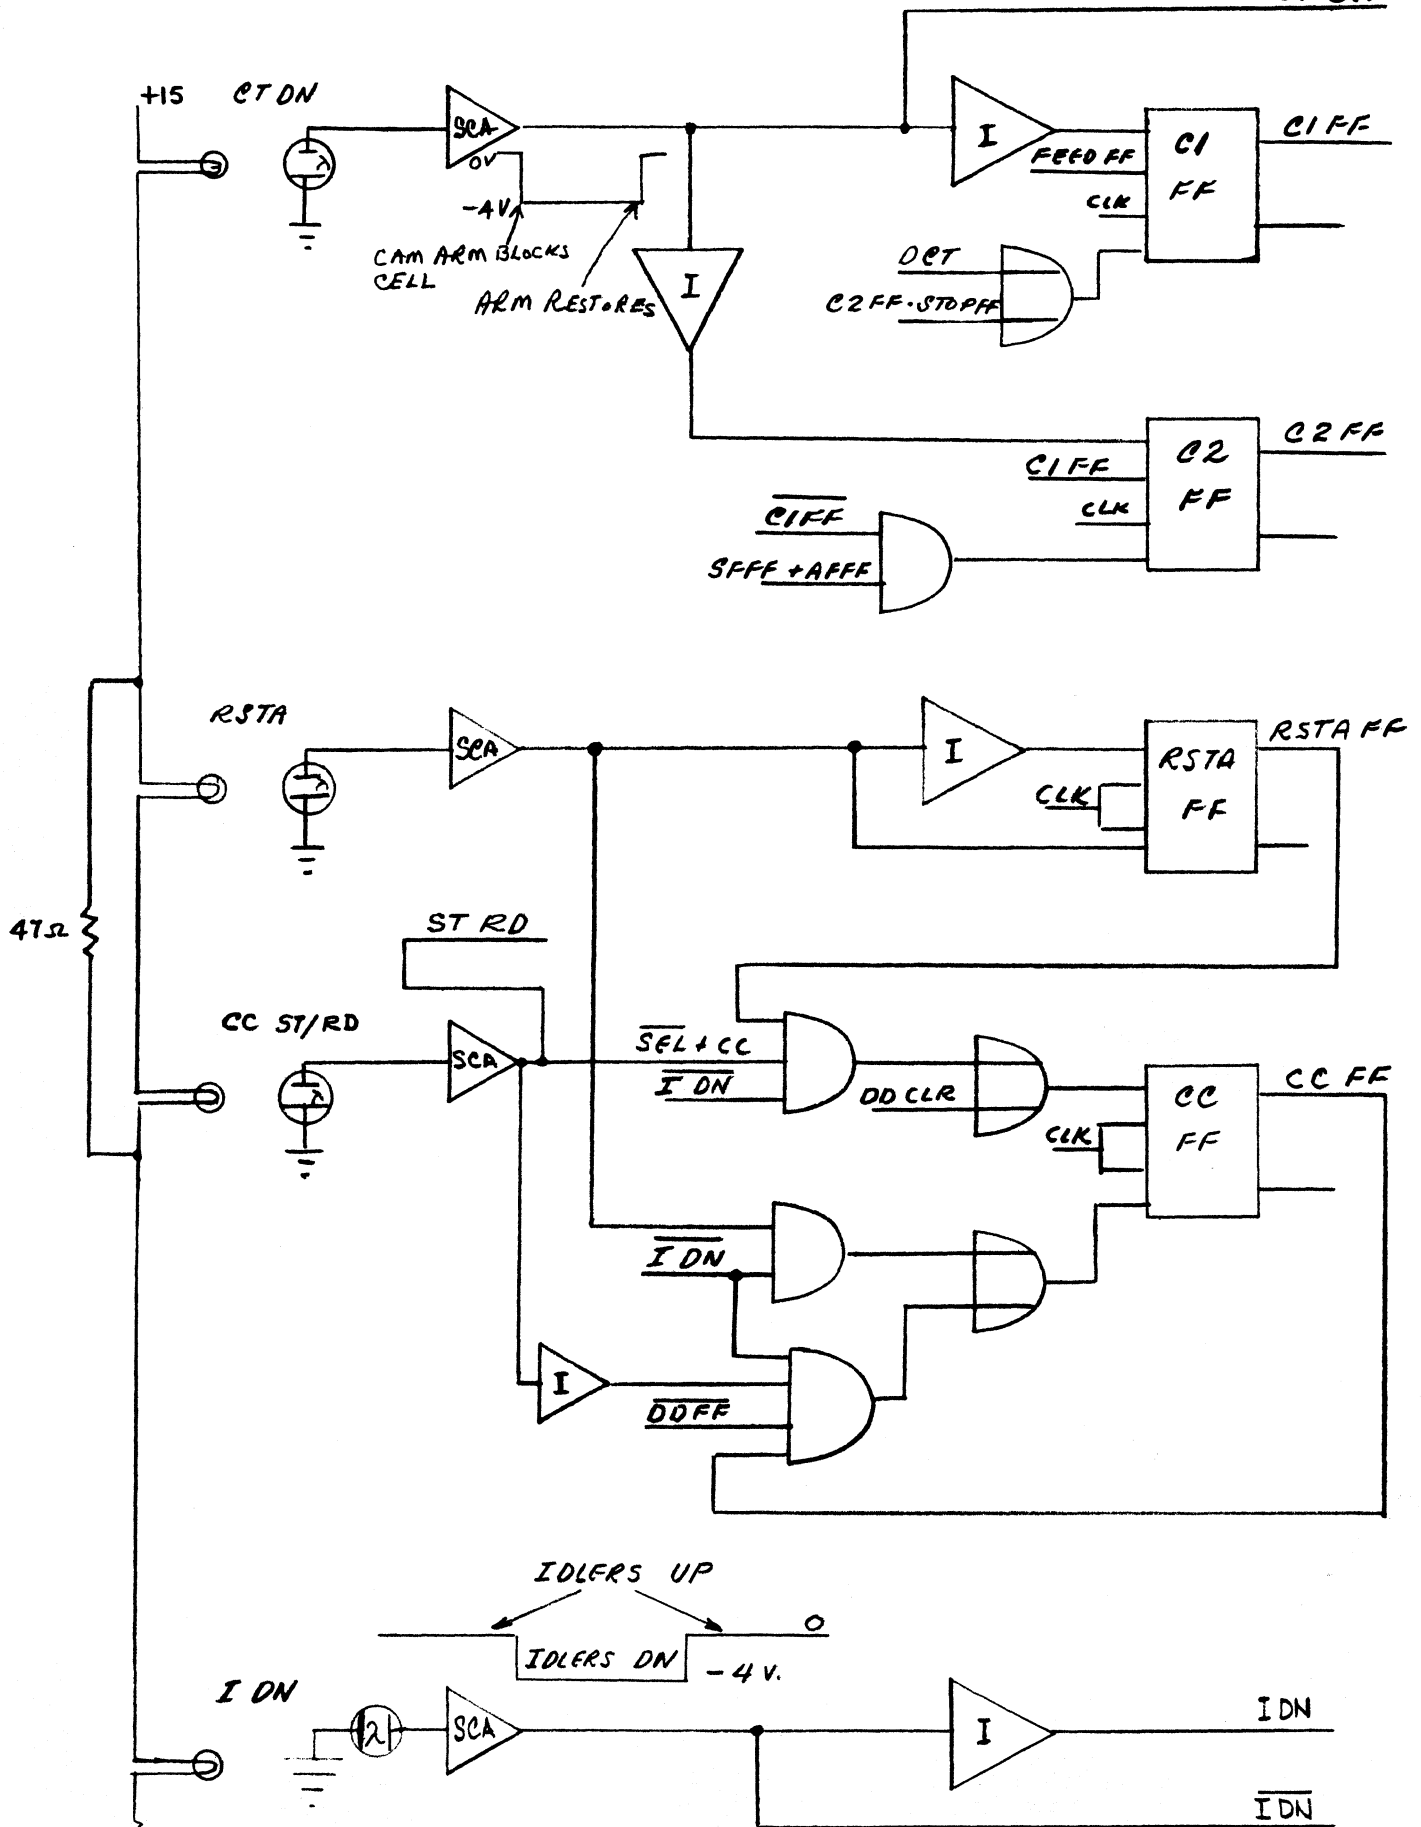 +15 CT DN
SCA
I
C1
FF
C1FF
FEED FF
CLK
0V
-4V
CAM ARM BLOCKS
CELL
ARM RESTORES
I
DCT
C2FF·STOPFF
C2
FF
C2FF
C1FF
CLK
C1FF
SFFF + AFFF
RSTA
SCA
I
RSTA
FF
RSTA FF
CLK
47Ω
ST RD
CC ST/RD
SCA
SEL + CC
I DN
DD CLR
CC
FF
CC FF
CLK
I DN
I
DDFF
IDLERS UP
0
IDLERS DN
-4 V.
I DN
λ
SCA
I
I DN
I DN